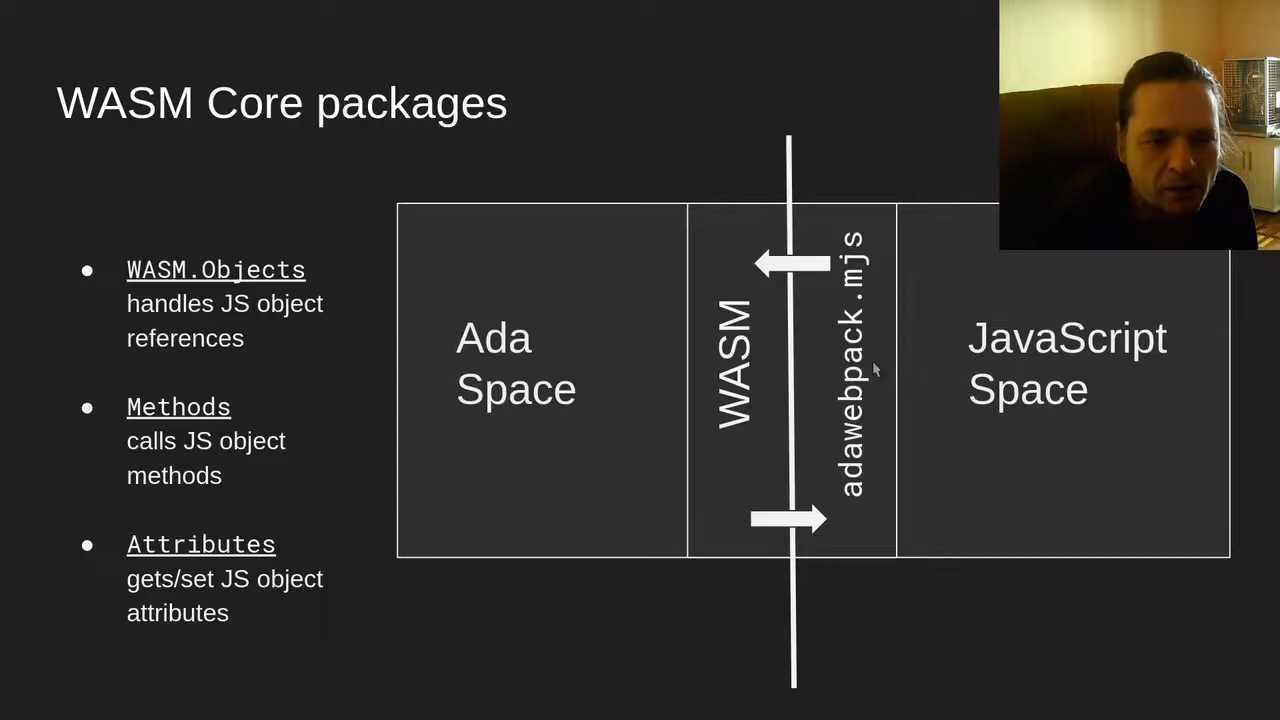 WASM Core packages
WASM.Objects
handles JS object
references
Methods
calls JS object
methods
Attributes
gets/set JS object
attributes
Ada
Space
WASM
adawebpack.mjs
JavaScript
Space